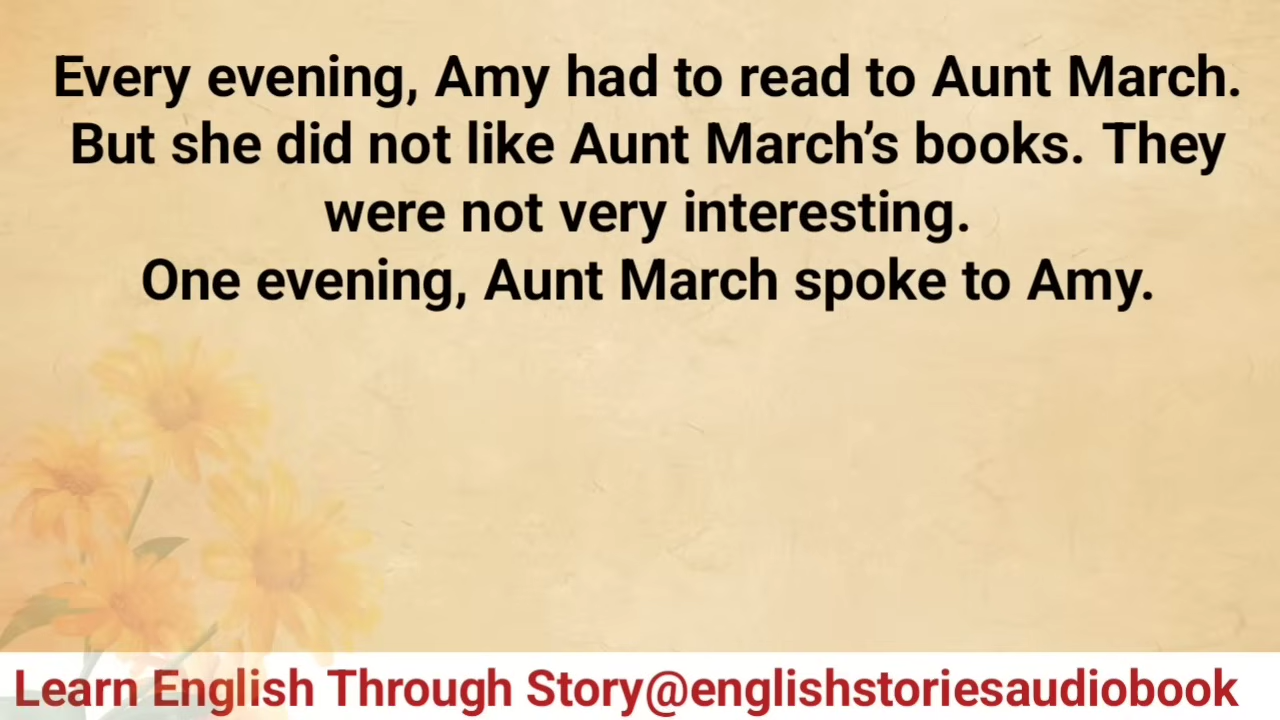 Every evening, Amy had to read to Aunt March.
But she did not like Aunt March’s books. They
were not very interesting.
One evening, Aunt March spoke to Amy.
Learn English Through Story@englishstoriesaudiobook